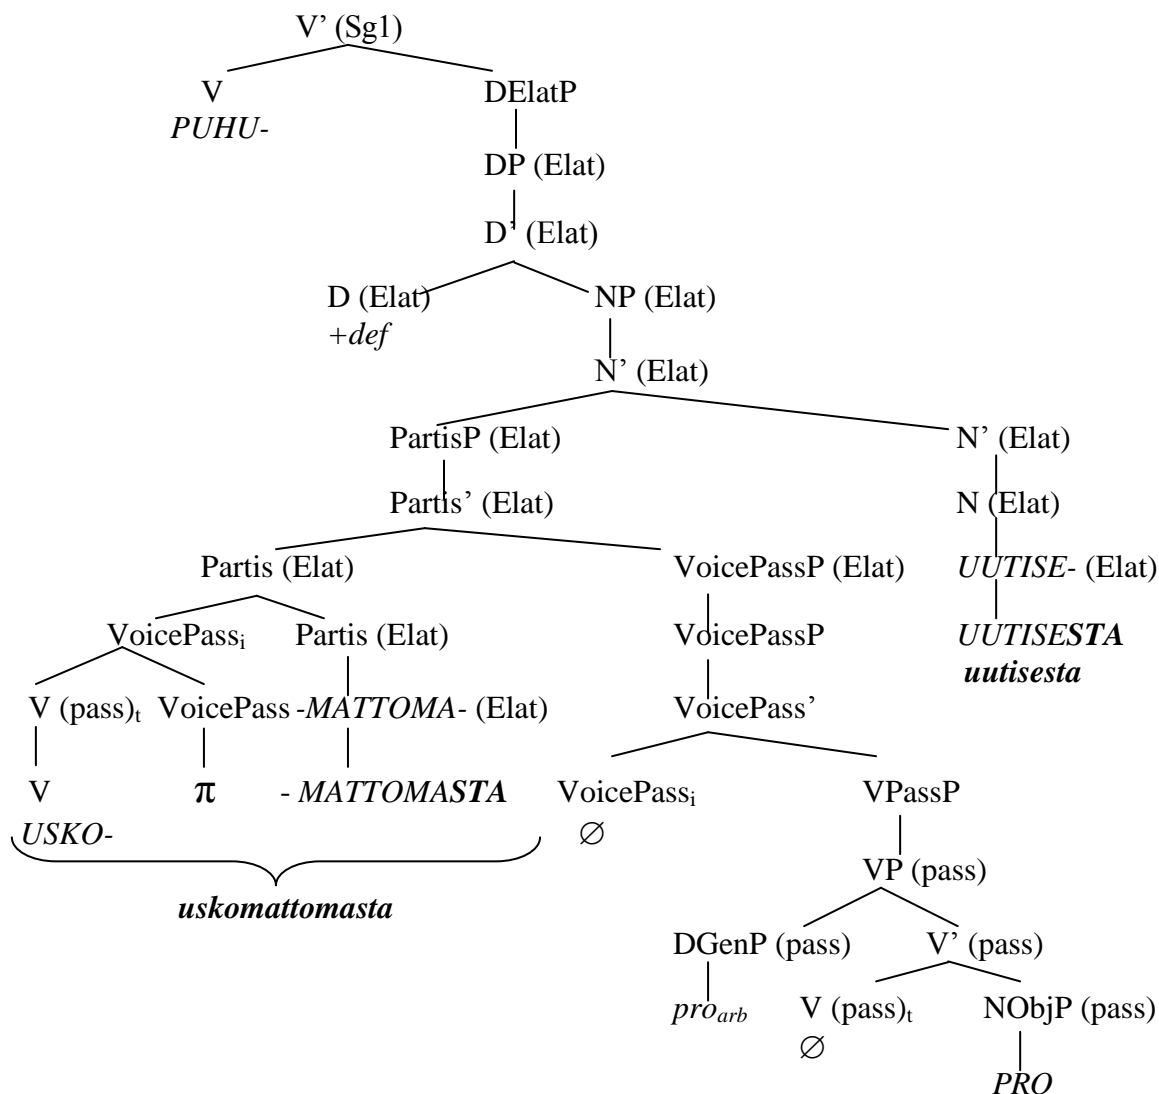 V’ (Sg1)
V DElatP
PUHU-
DP (Elat)
D’ (Elat)
D (Elat) NP (Elat)
+def
N’ (Elat)
PartisP (Elat) N’ (Elat)
Partis’ (Elat) N (Elat)
Partis (Elat) VoicePassP (Elat) UUTISE- (Elat)
VoicePassi Partis (Elat) VoicePassP UUTISESTA
uutisesta
V (pass)t VoicePass -MATTOMA- (Elat) VoicePass’
V π - MATTOMASTA VoicePassi VPassP
USKO- ∅
VP (pass)
uskomattomasta
DGenP (pass) V’ (pass)
proarb V (pass)t NObjP (pass)
∅
PRO